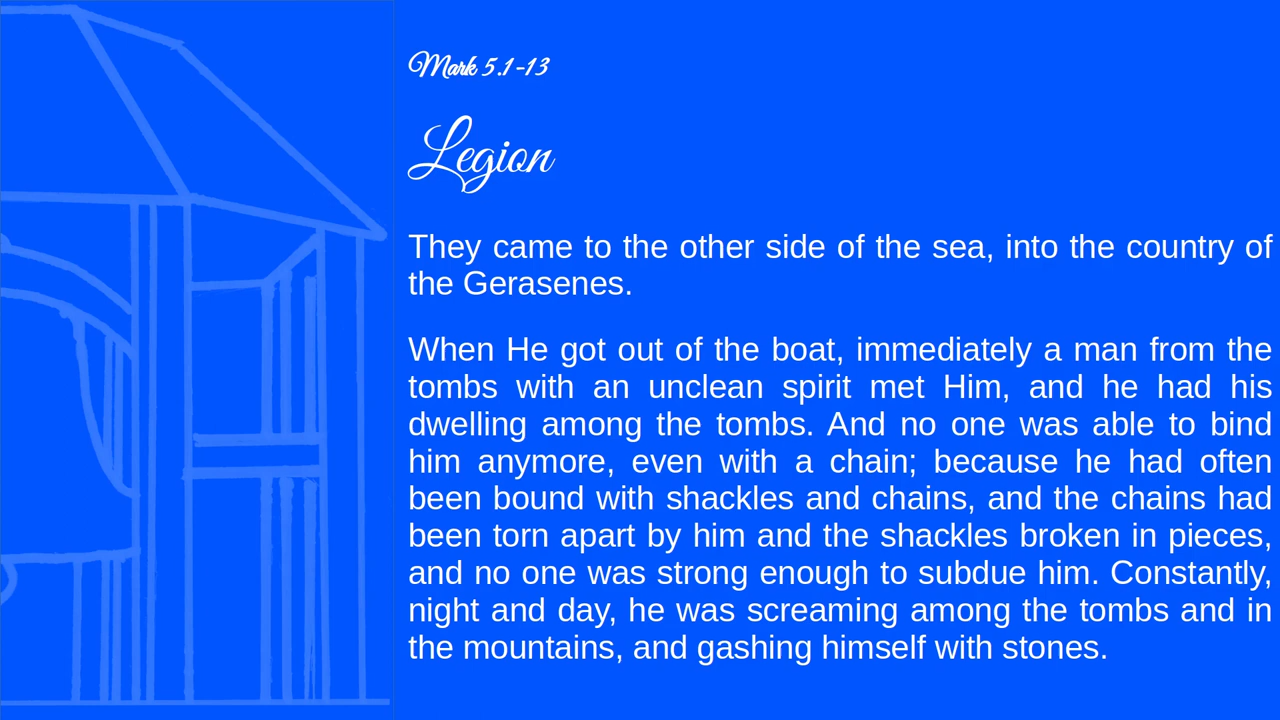 Mark 5.1-13
Legion
They came to the other side of the sea, into the country of
the Gerasenes.
When He got out of the boat, immediately a man from the
tombs with an unclean spirit met Him, and he had his
dwelling among the tombs. And no one was able to bind
him anymore, even with a chain; because he had often
been bound with shackles and chains, and the chains had
been torn apart by him and the shackles broken in pieces,
and no one was strong enough to subdue him. Constantly,
night and day, he was screaming among the tombs and in
the mountains, and gashing himself with stones.